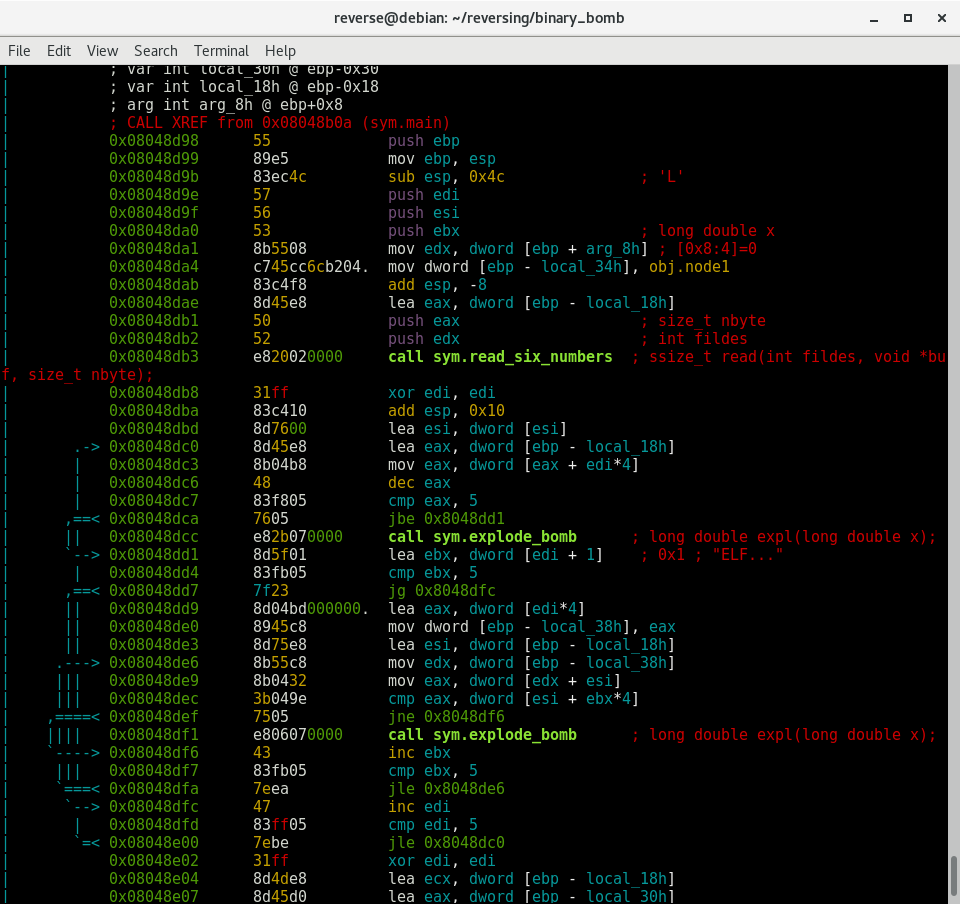 reverse@debian: ~/reversing/binary_bomb
File Edit View Search Terminal Help
| ; var int local_30h @ ebp-0x30
| ; var int local_18h @ ebp-0x18
| ; arg int arg_8h @ ebp+0x8
| ; CALL XREF from 0x08048b0a (sym.main)
| 0x08048d98 55 push ebp
| 0x08048d99 89e5 mov ebp, esp
| 0x08048d9b 83ec4c sub esp, 0x4c ; 'L'
| 0x08048d9e 57 push edi
| 0x08048d9f 56 push esi
| 0x08048da0 53 push ebx ; long double x
| 0x08048da1 8b5508 mov edx, dword [ebp + arg_8h] ; [0x8:4]=0
| 0x08048da4 c745cc6cb204. mov dword [ebp - local_34h], obj.node1
| 0x08048dab 83c4f8 add esp, -8
| 0x08048dae 8d45e8 lea eax, dword [ebp - local_18h]
| 0x08048db1 50 push eax ; size_t nbyte
| 0x08048db2 52 push edx ; int fildes
| 0x08048db3 e820020000 call sym.read_six_numbers ; ssize_t read(int fildes, void *bu
f, size_t nbyte);
| 0x08048db8 31ff xor edi, edi
| 0x08048dba 83c410 add esp, 0x10
| 0x08048dbd 8d7600 lea esi, dword [esi]
| .-> 0x08048dc0 8d45e8 lea eax, dword [ebp - local_18h]
| | 0x08048dc3 8b04b8 mov eax, dword [eax + edi*4]
| | 0x08048dc6 48 dec eax
| | 0x08048dc7 83f805 cmp eax, 5
| ,==< 0x08048dca 7605 jbe 0x8048dd1
| || 0x08048dcc e82b070000 call sym.explode_bomb ; long double expl(long double x);
| `--> 0x08048dd1 8d5f01 lea ebx, dword [edi + 1] ; 0x1 ; "ELF..."
| | 0x08048dd4 83fb05 cmp ebx, 5
| ,==< 0x08048dd7 7f23 jg 0x8048dfc
| || 0x08048dd9 8d04bd000000. lea eax, dword [edi*4]
| || 0x08048de0 8945c8 mov dword [ebp - local_38h], eax
| || 0x08048de3 8d75e8 lea esi, dword [ebp - local_18h]
| .---> 0x08048de6 8b55c8 mov edx, dword [ebp - local_38h]
| ||| 0x08048de9 8b0432 mov eax, dword [edx + esi]
| ||| 0x08048dec 3b049e cmp eax, dword [esi + ebx*4]
| ,====< 0x08048def 7505 jne 0x8048df6
| |||| 0x08048df1 e806070000 call sym.explode_bomb ; long double expl(long double x);
| `----> 0x08048df6 43 inc ebx
| ||| 0x08048df7 83fb05 cmp ebx, 5
| `===< 0x08048dfa 7eea jle 0x8048de6
| `--> 0x08048dfc 47 inc edi
| | 0x08048dfd 83ff05 cmp edi, 5
| `=< 0x08048e00 7ebe jle 0x8048dc0
| 0x08048e02 31ff xor edi, edi
| 0x08048e04 8d4de8 lea ecx, dword [ebp - local_18h]
| 0x08048e07 8d45d0 lea eax, dword [ebp - local_30h]